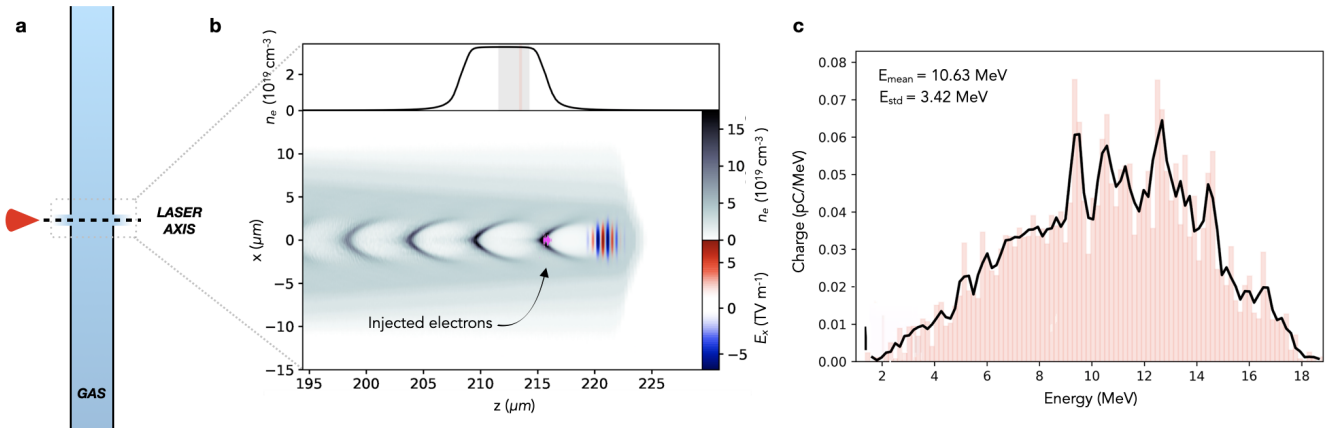 a
LASER
AXIS
GAS
b
n_e (10^19 cm^-3)
2
0
10
5
0
−5
−10
−15
x (μm)
195
200
205
210
215
220
225
z (μm)
Injected electrons
15
10
5
0
n_e (10^19 cm^-3)
5
0
−5
E_x (TV m^-1)
c
E_mean = 10.63 MeV
E_std = 3.42 MeV
0.08
0.07
0.06
0.05
0.04
0.03
0.02
0.01
0.00
Charge (pC/MeV)
2
4
6
8
10
12
14
16
18
Energy (MeV)